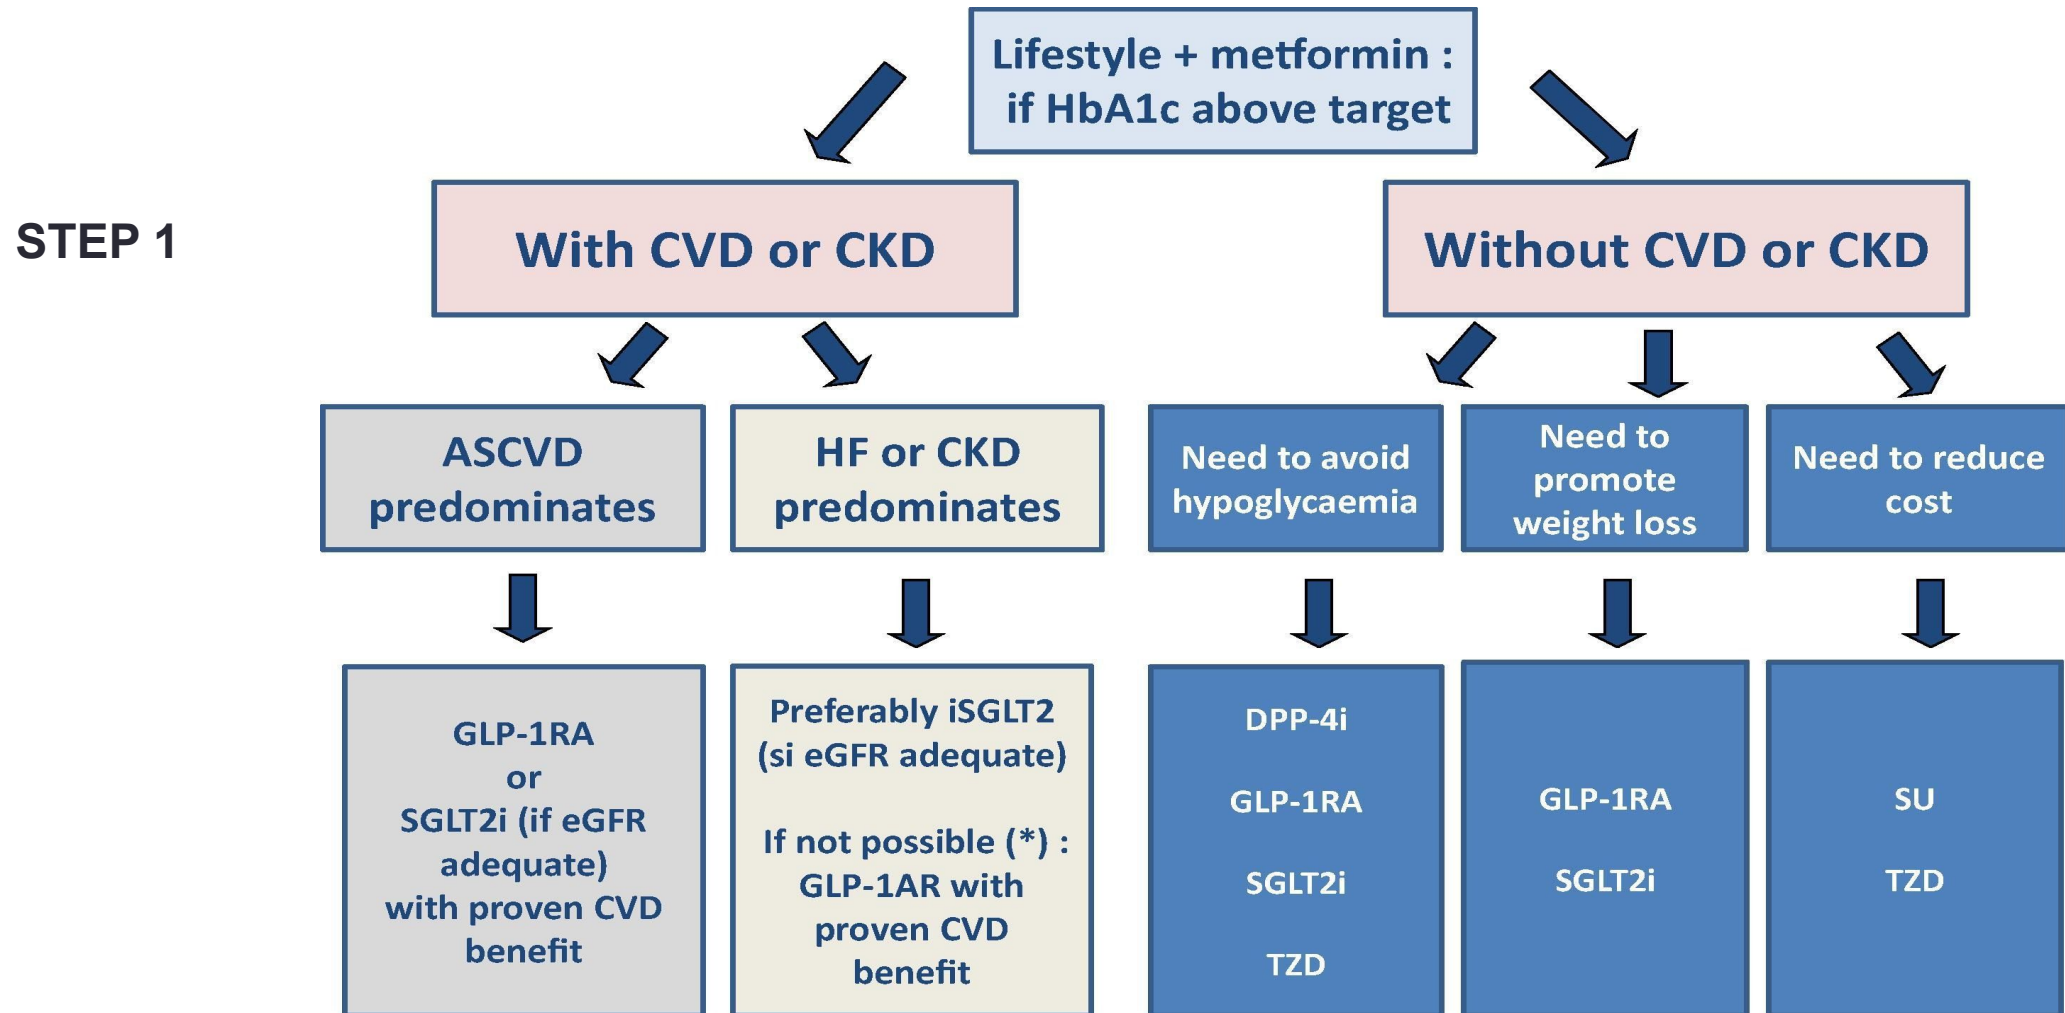 Lifestyle + metformin :
if HbA1c above target
STEP 1
With CVD or CKD
Without CVD or CKD
ASCVD
predominates
HF or CKD
predominates
Need to avoid
hypoglycaemia
Need to
promote
weight loss
Need to reduce
cost
GLP-1RA
or
SGLT2i (if eGFR
adequate)
with proven CVD
benefit
Preferably iSGLT2
(si eGFR adequate)
If not possible (*) :
GLP-1AR with
proven CVD
benefit
DPP-4i
GLP-1RA
SGLT2i
TZD
GLP-1RA
SGLT2i
SU
TZD